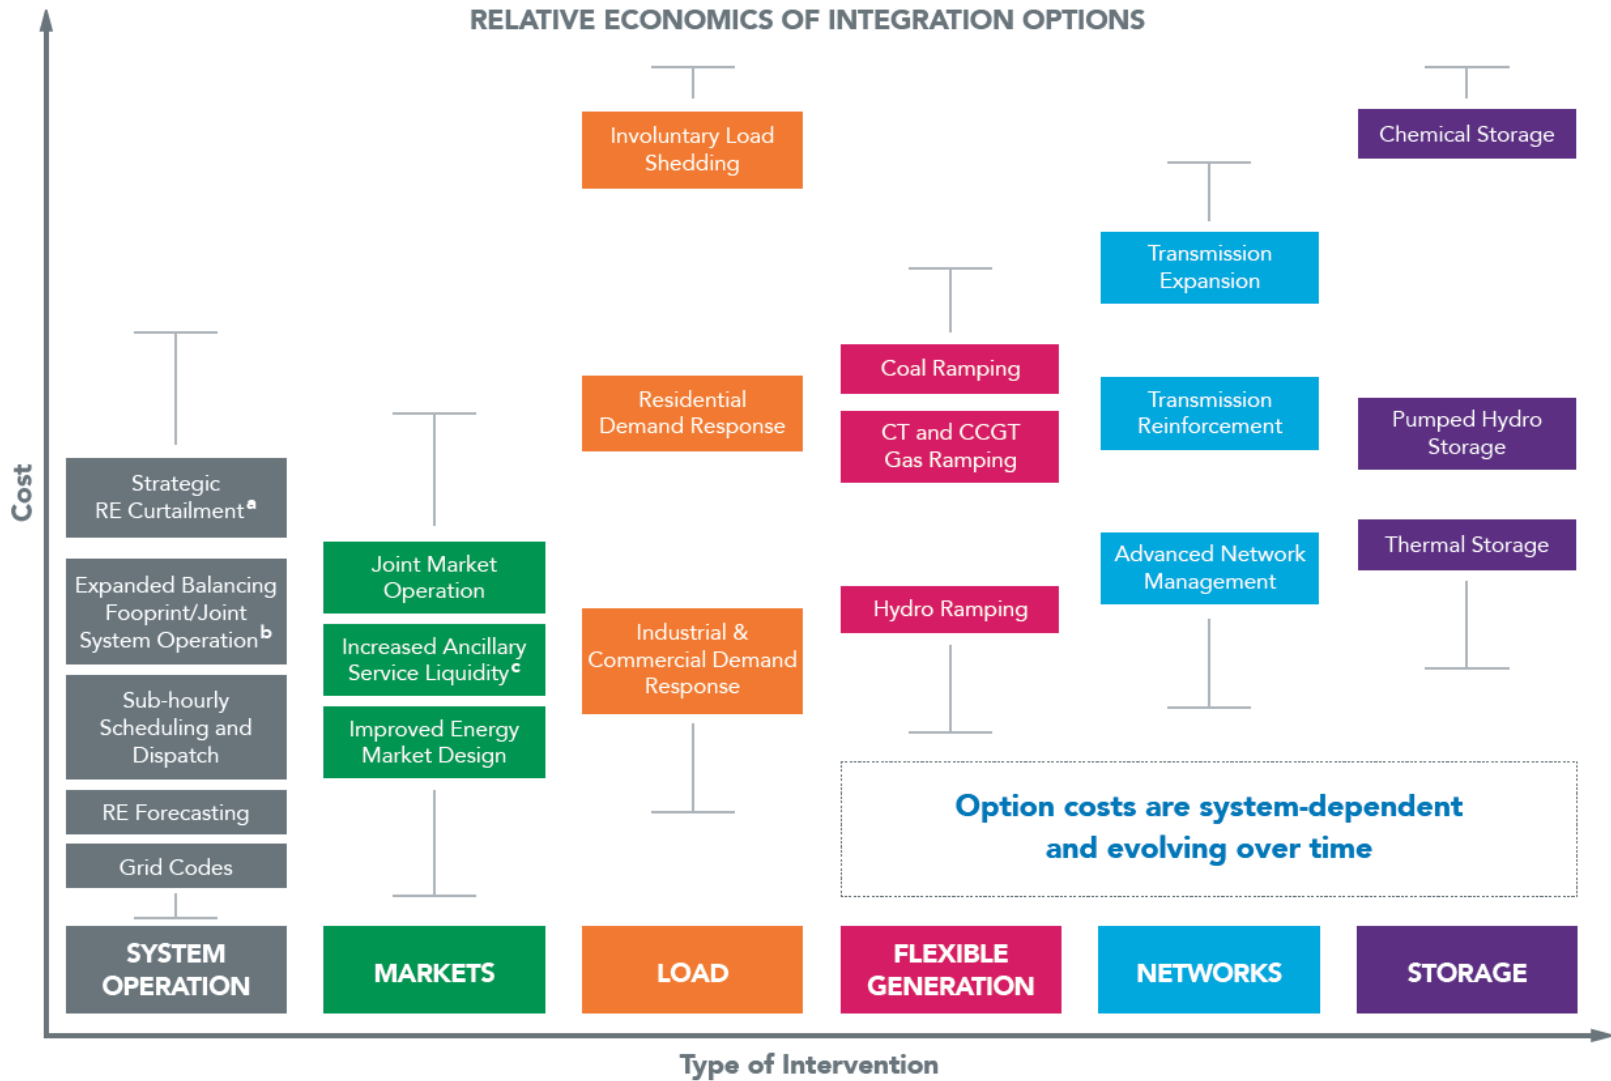 RELATIVE ECONOMICS OF INTEGRATION OPTIONS
Cost
Strategic
RE Curtailmentᵃ
Expanded Balancing
Fooprint/Joint
System Operationᵇ
Sub-hourly
Scheduling and
Dispatch
RE Forecasting
Grid Codes
SYSTEM
OPERATION
Joint Market
Operation
Increased Ancillary
Service Liquidityᶜ
Improved Energy
Market Design
MARKETS
Involuntary Load
Shedding
Residential
Demand Response
Industrial &
Commercial Demand
Response
LOAD
Coal Ramping
CT and CCGT
Gas Ramping
Hydro Ramping
FLEXIBLE
GENERATION
Transmission
Expansion
Transmission
Reinforcement
Advanced Network
Management
NETWORKS
Chemical Storage
Pumped Hydro
Storage
Thermal Storage
STORAGE
Option costs are system-dependent
and evolving over time
Type of Intervention